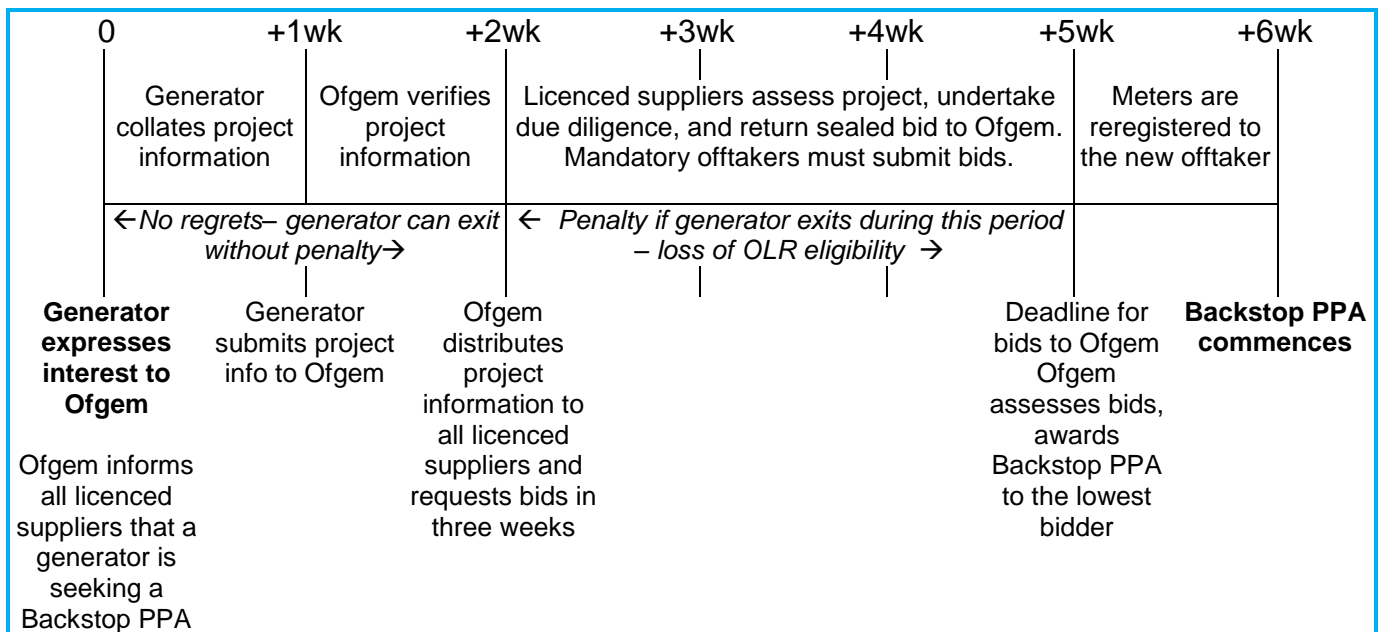 0 +1wk +2wk +3wk +4wk +5wk +6wk
Generator
collates project
information
Ofgem verifies
project
information
Licenced suppliers assess project, undertake
due diligence, and return sealed bid to Ofgem.
Mandatory offtakers must submit bids.
Meters are
reregistered to
the new offtaker
←No regrets– generator can exit
without penalty→
← Penalty if generator exits during this period
– loss of OLR eligibility →
Generator
expresses
interest to
Ofgem
Ofgem informs
all licenced
suppliers that a
generator is
seeking a
Backstop PPA
Generator
submits project
info to Ofgem
Ofgem
distributes
project
information to
all licenced
suppliers and
requests bids in
three weeks
Deadline for
bids to Ofgem
Ofgem
assesses bids,
awards
Backstop PPA
to the lowest
bidder
Backstop PPA
commences